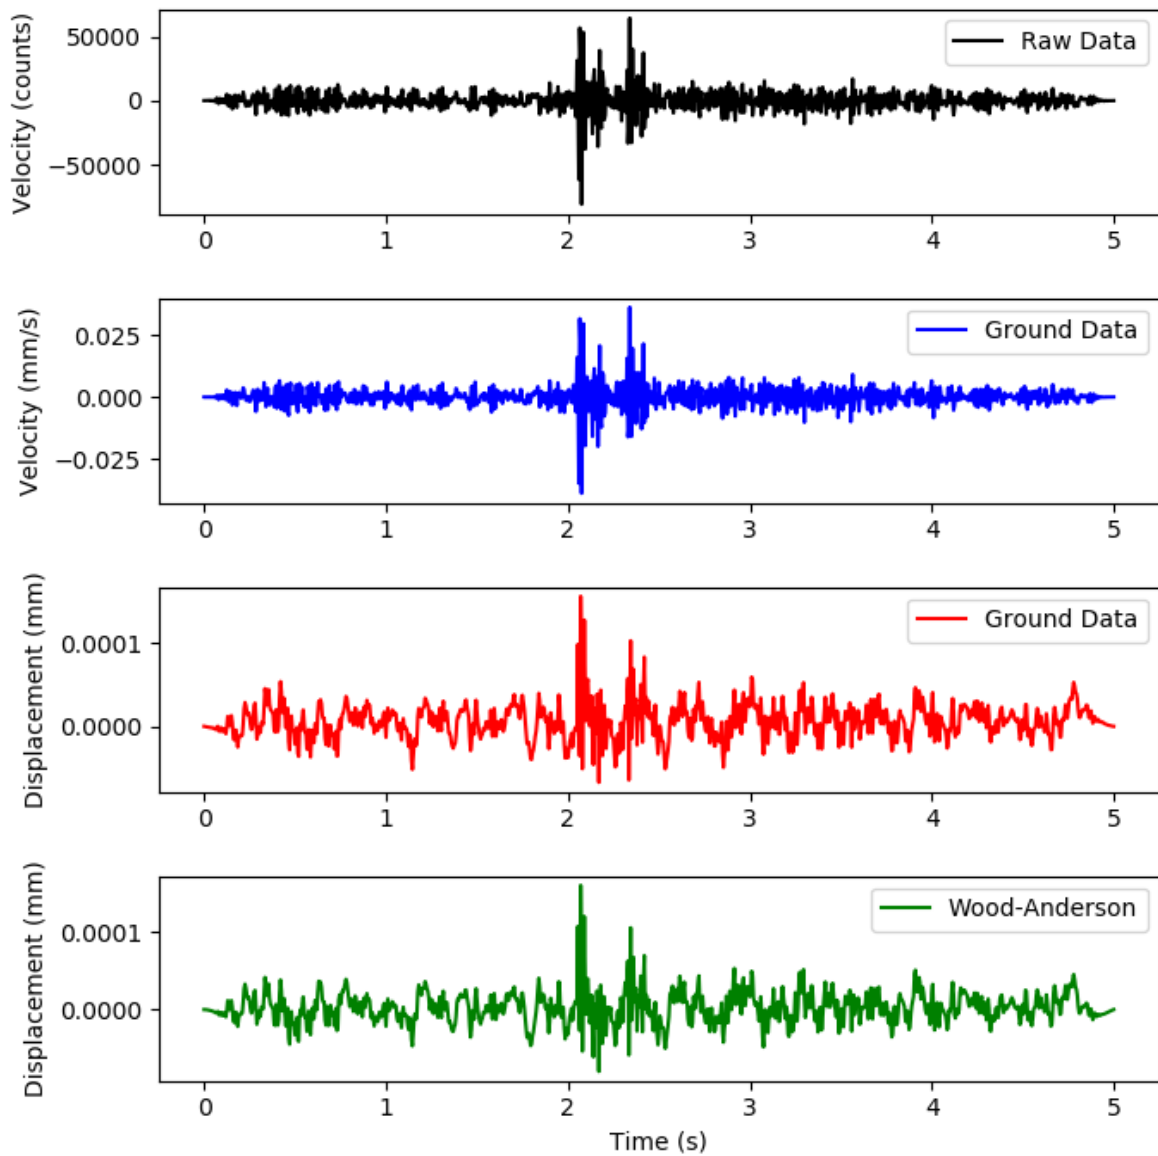 Velocity (counts)
50000
0
−50000
Raw Data
0 1 2 3 4 5
Velocity (mm/s)
0.025
0.000
−0.025
Ground Data
0 1 2 3 4 5
Displacement (mm)
0.0001
0.0000
Ground Data
0 1 2 3 4 5
Displacement (mm)
0.0001
0.0000
Wood-Anderson
0 1 2 3 4 5
Time (s)